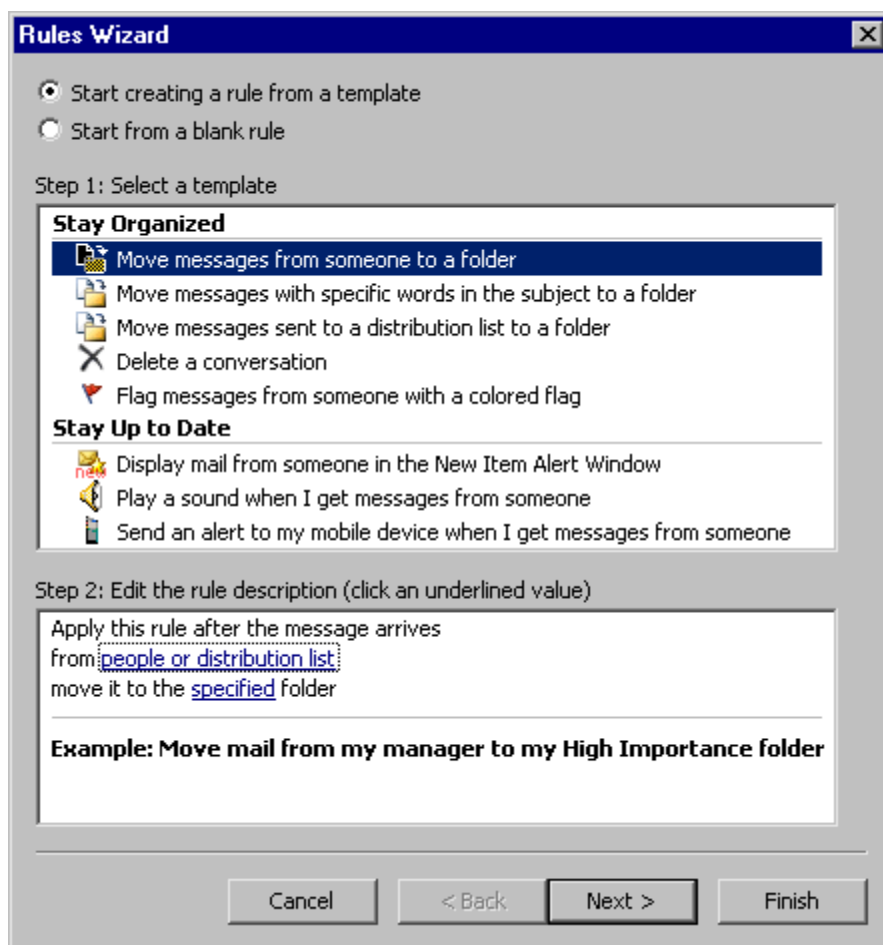 Rules Wizard
Start creating a rule from a template
Start from a blank rule
Step 1: Select a template
Stay Organized
Move messages from someone to a folder
Move messages with specific words in the subject to a folder
Move messages sent to a distribution list to a folder
Delete a conversation
Flag messages from someone with a colored flag
Stay Up to Date
new
Display mail from someone in the New Item Alert Window
Play a sound when I get messages from someone
Send an alert to my mobile device when I get messages from someone
Step 2: Edit the rule description (click an underlined value)
Apply this rule after the message arrives
from people or distribution list
move it to the specified folder
Example: Move mail from my manager to my High Importance folder
Cancel
< Back
Next >
Finish